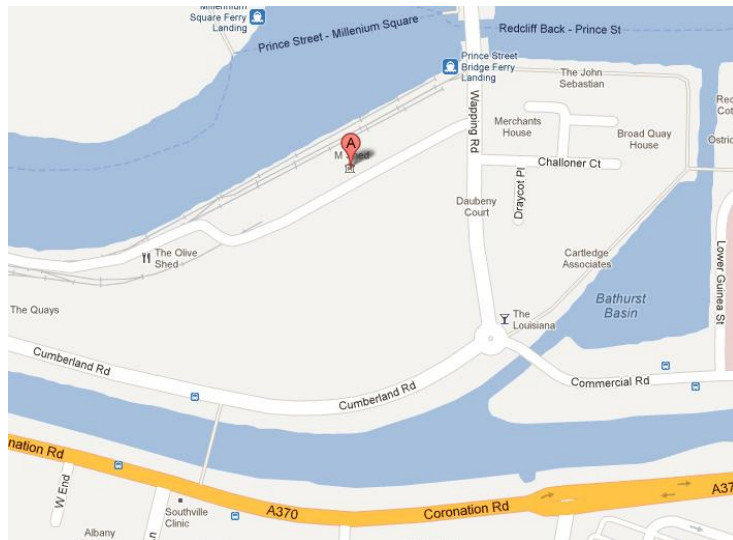 Millennium
Square Ferry
Landing
Prince Street - Millenium Square
Redcliff Back - Prince St
Prince Street
Bridge Ferry
Landing
The John
Sebastian
Wapping Rd
Merchants
House
Broad Quay
House
A
M Shed
Challoner Ct
Draycot Pl
Daubeny
Court
The Olive
Shed
Cartledge
Associates
Lower Guinea St
The Quays
Bathurst
Basin
The
Louisiana
Cumberland Rd
Cumberland Rd
Commercial Rd
nation Rd
W End
Southville
Clinic
A370
Coronation Rd
A37
Albany